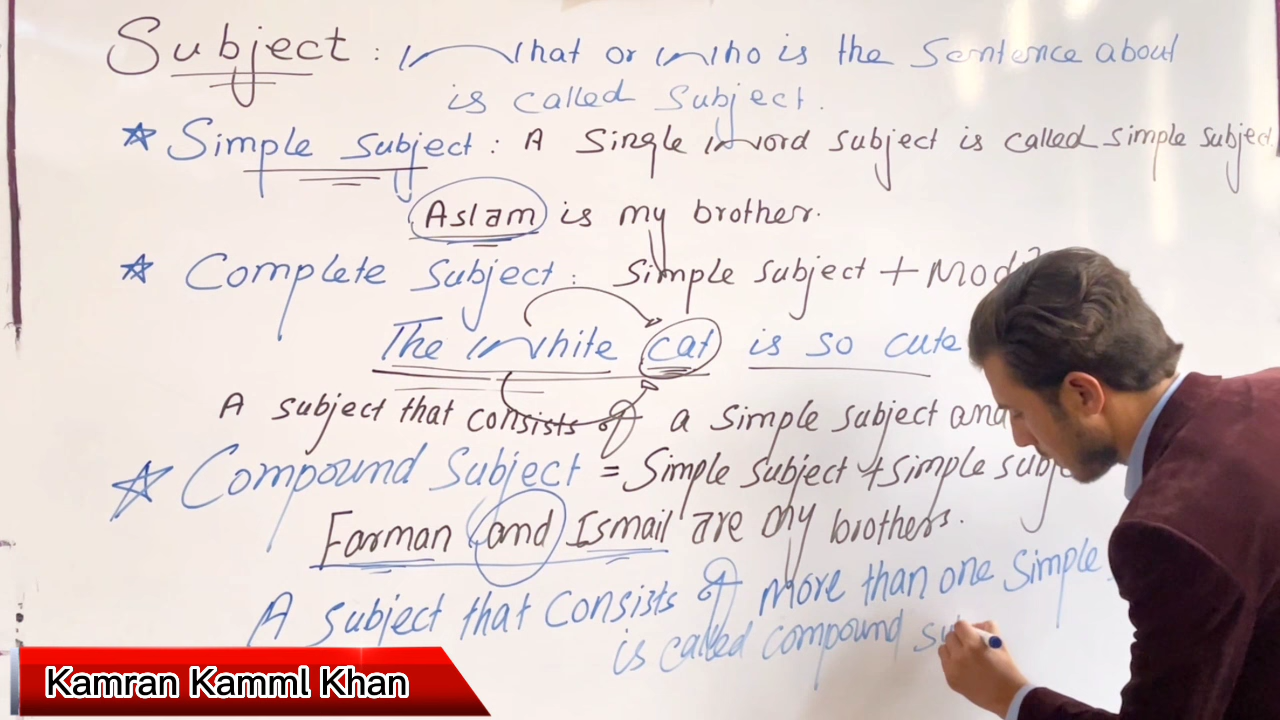 Subject: What or who is the Sentence about
is called Subject.
Simple Subject: A Single word subject is called simple subject.
Aslam is my brother.
Complete Subject: Simple subject + Modi
The white cat is so cute
A subject that consists of a simple subject and
Compound Subject = Simple subject + simple subje
Farman and Ismail are my brothers.
A subject that consists of more than one simple
is called compound su
Kamran Kamml Khan